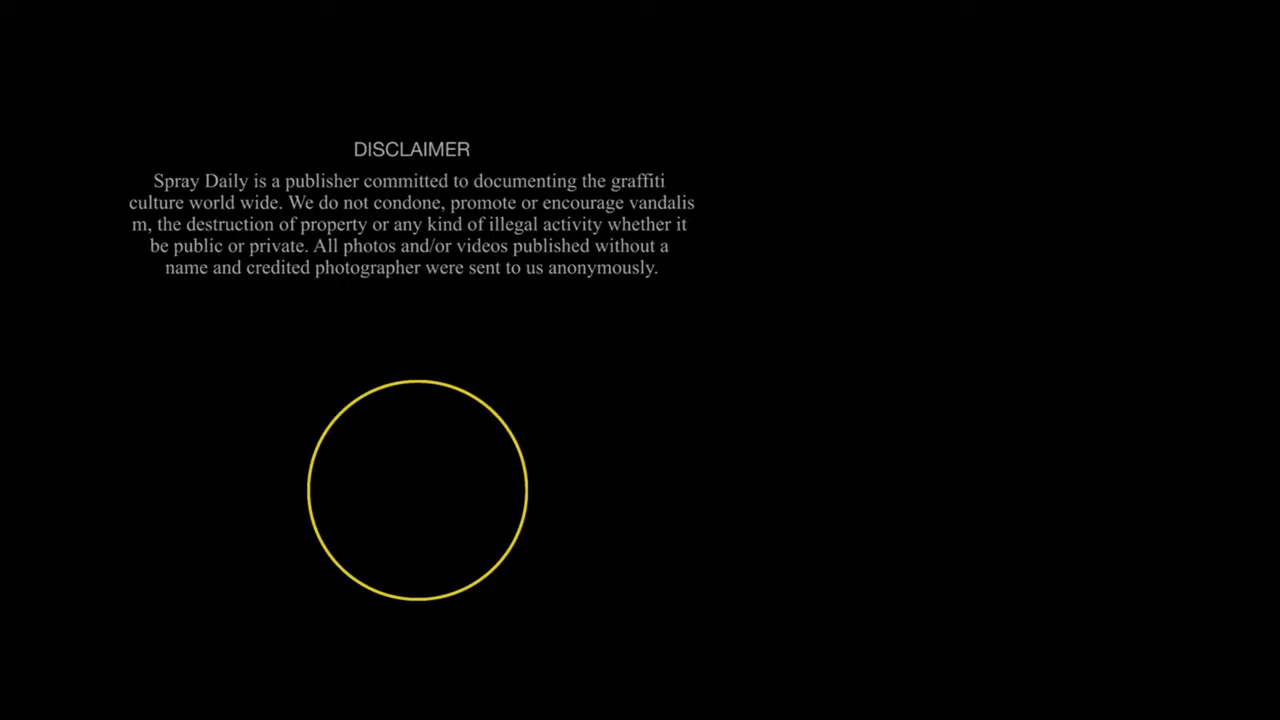 DISCLAIMER
Spray Daily is a publisher committed to documenting the graffiti
culture world wide. We do not condone, promote or encourage vandalis
m, the destruction of property or any kind of illegal activity whether it
be public or private. All photos and/or videos published without a
name and credited photographer were sent to us anonymously.